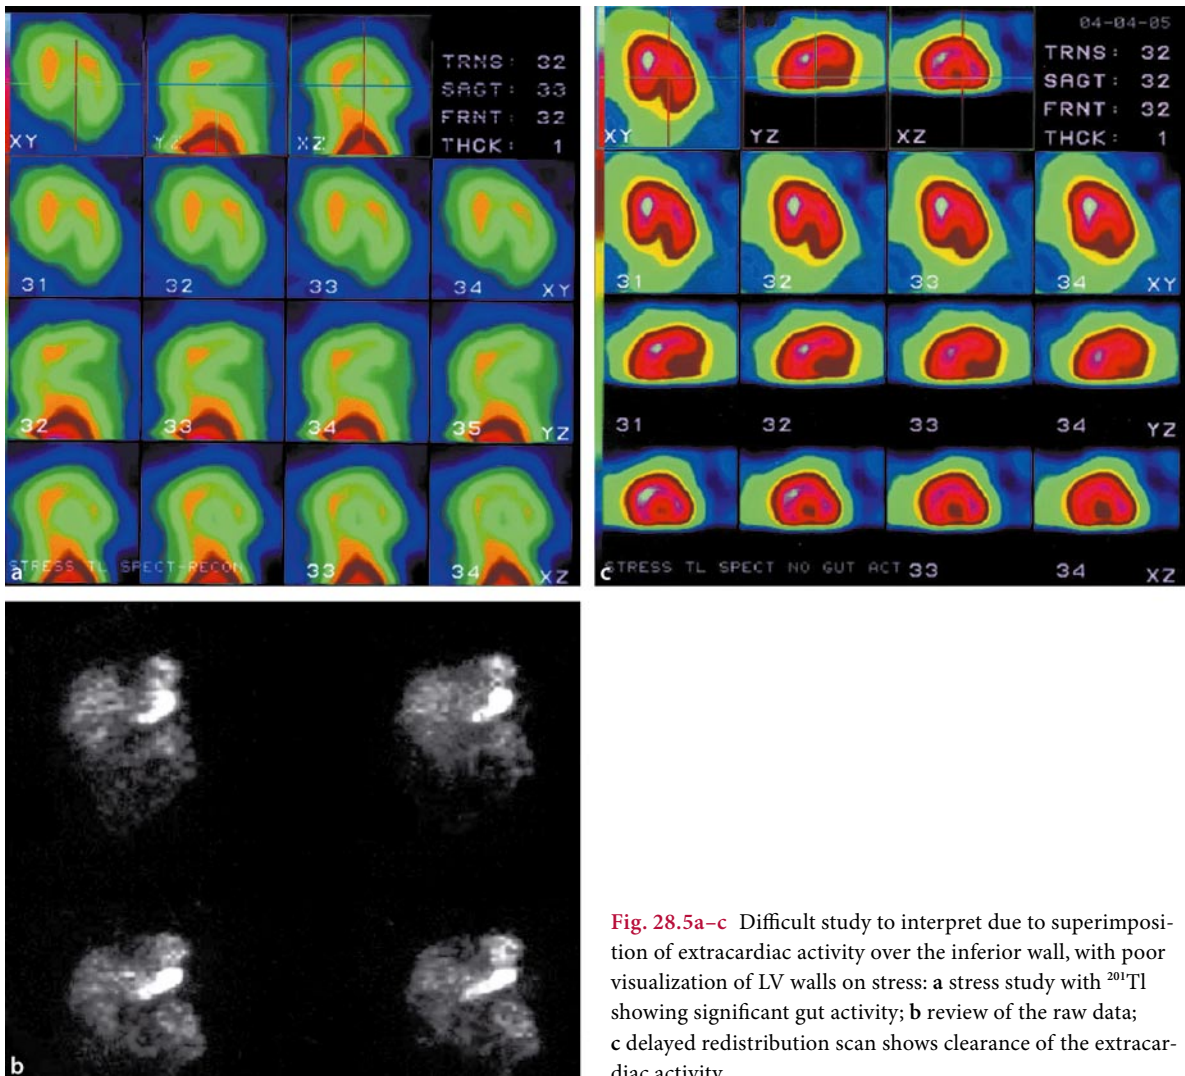 TRNS: 32
SAGT: 33
FRNT: 32
THCK: 1
XY YZ XZ
31 32 33 34 XY
32 33 34 35 YZ
33 34 XZ
STRESS TL SPECT-RECON
a
04-04-05
TRNS: 32
SAGT: 32
FRNT: 32
THCK: 1
XY YZ XZ
31 32 33 34 XY
31 32 33 34 YZ
STRESS TL SPECT NO GUT ACT 33 34 XZ
c
b
Fig. 28.5a–c Difficult study to interpret due to superimposi-
tion of extracardiac activity over the inferior wall, with poor
visualization of LV walls on stress: a stress study with ²⁰¹Tl
showing significant gut activity; b review of the raw data;
c delayed redistribution scan shows clearance of the extracar-
diac activity